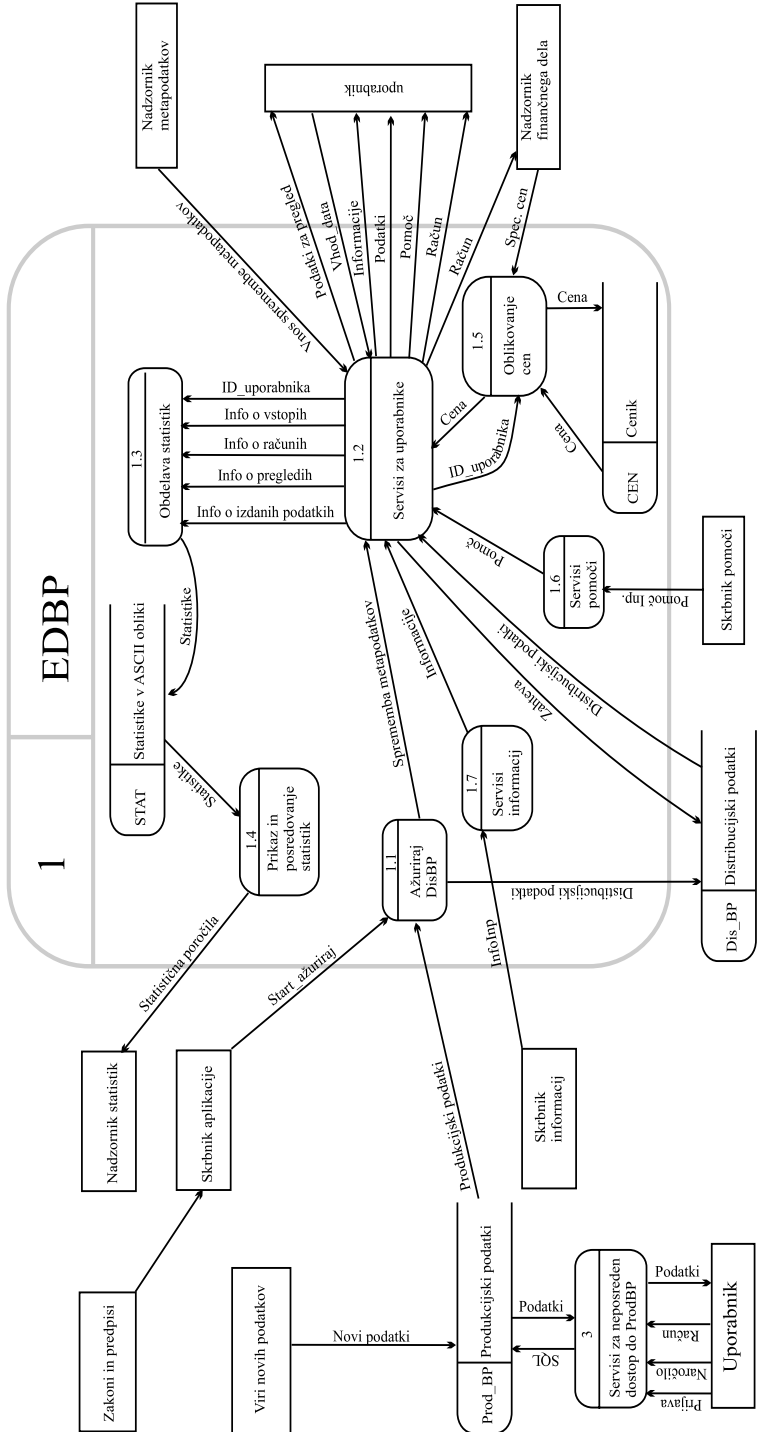 1
EDBP
Nadzornik
metapodatkov
uporabnik
Nadzornik
finančnega dela
Vnos spremembe metapodatkov
Podatki za pregled
Vhod_data
Informacije
Podatki
Pomoč
Račun
Račun
Spec. cen
1.3
Obdelava statistik
ID_uporabnika
Info o vstopih
Info o računih
Info o pregledih
Info o izdanih podatkih
1.2
Servisi za uporabnike
1.5
Oblikovanje
cen
Cena
Cena
ID_uporabnika
Cena
CEN
Cenik
Statistike
STAT
Statistike v ASCII obliki
Statistike
1.4
Prikaz in
posredovanje
statistik
Sprememba metapodatkov
Informacije
Pomoč
1.6
Servisi
pomoči
Pomoč Inp.
Skrbnik pomoči
Zahteva
Distribucijski podatki
1.7
Servisi
informacij
1.1
Ažuriraj
DisBP
Distibucijski podatki
Dis_BP
Distribucijski podatki
Statistična poročila
Start_ažuriraj
InfoInp
Produkcijski podatki
Nadzornik statistik
Skrbnik aplikacije
Skrbnik
informacij
Zakoni in predpisi
Viri novih podatkov
Novi podatki
Prod_BP
Produkcijski podatki
Podatki
SQL
3
Servisi za neposreden
dostop do ProdBP
Podatki
Račun
Naročilo
Prijava
Uporabnik